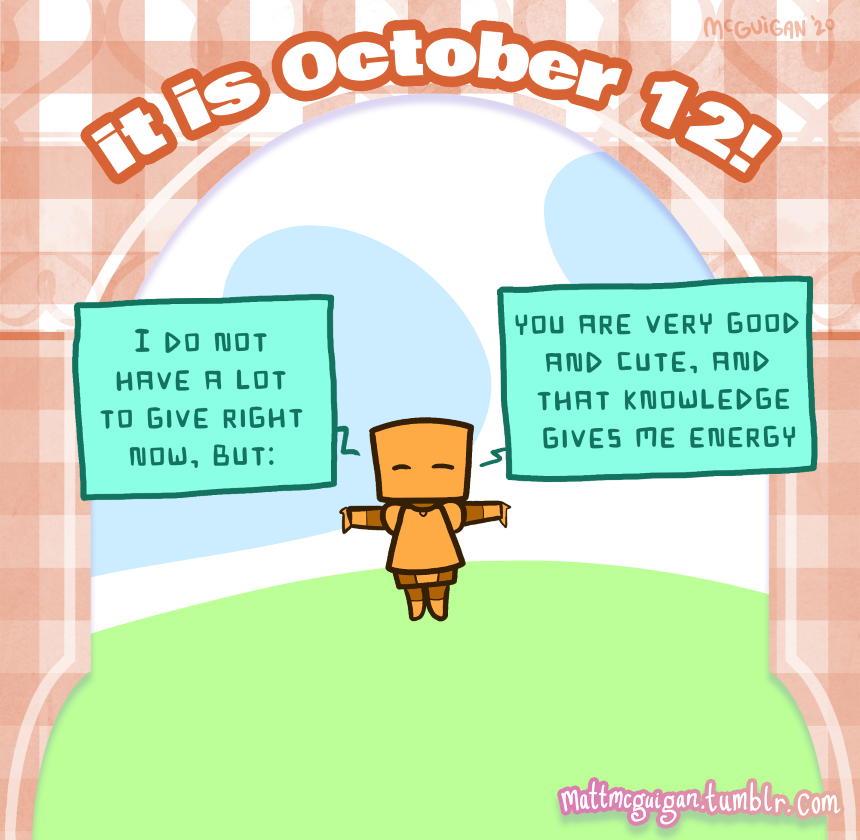 McGUiGAN '20
it is October 12!
I DO NOT
HAVE A LOT
TO GIVE RIGHT
NOW, BUT:
YOU ARE VERY GOOD
AND CUTE, AND
THAT KNOWLEDGE
GIVES ME ENERGY
mattmcguigan.tumblr.com